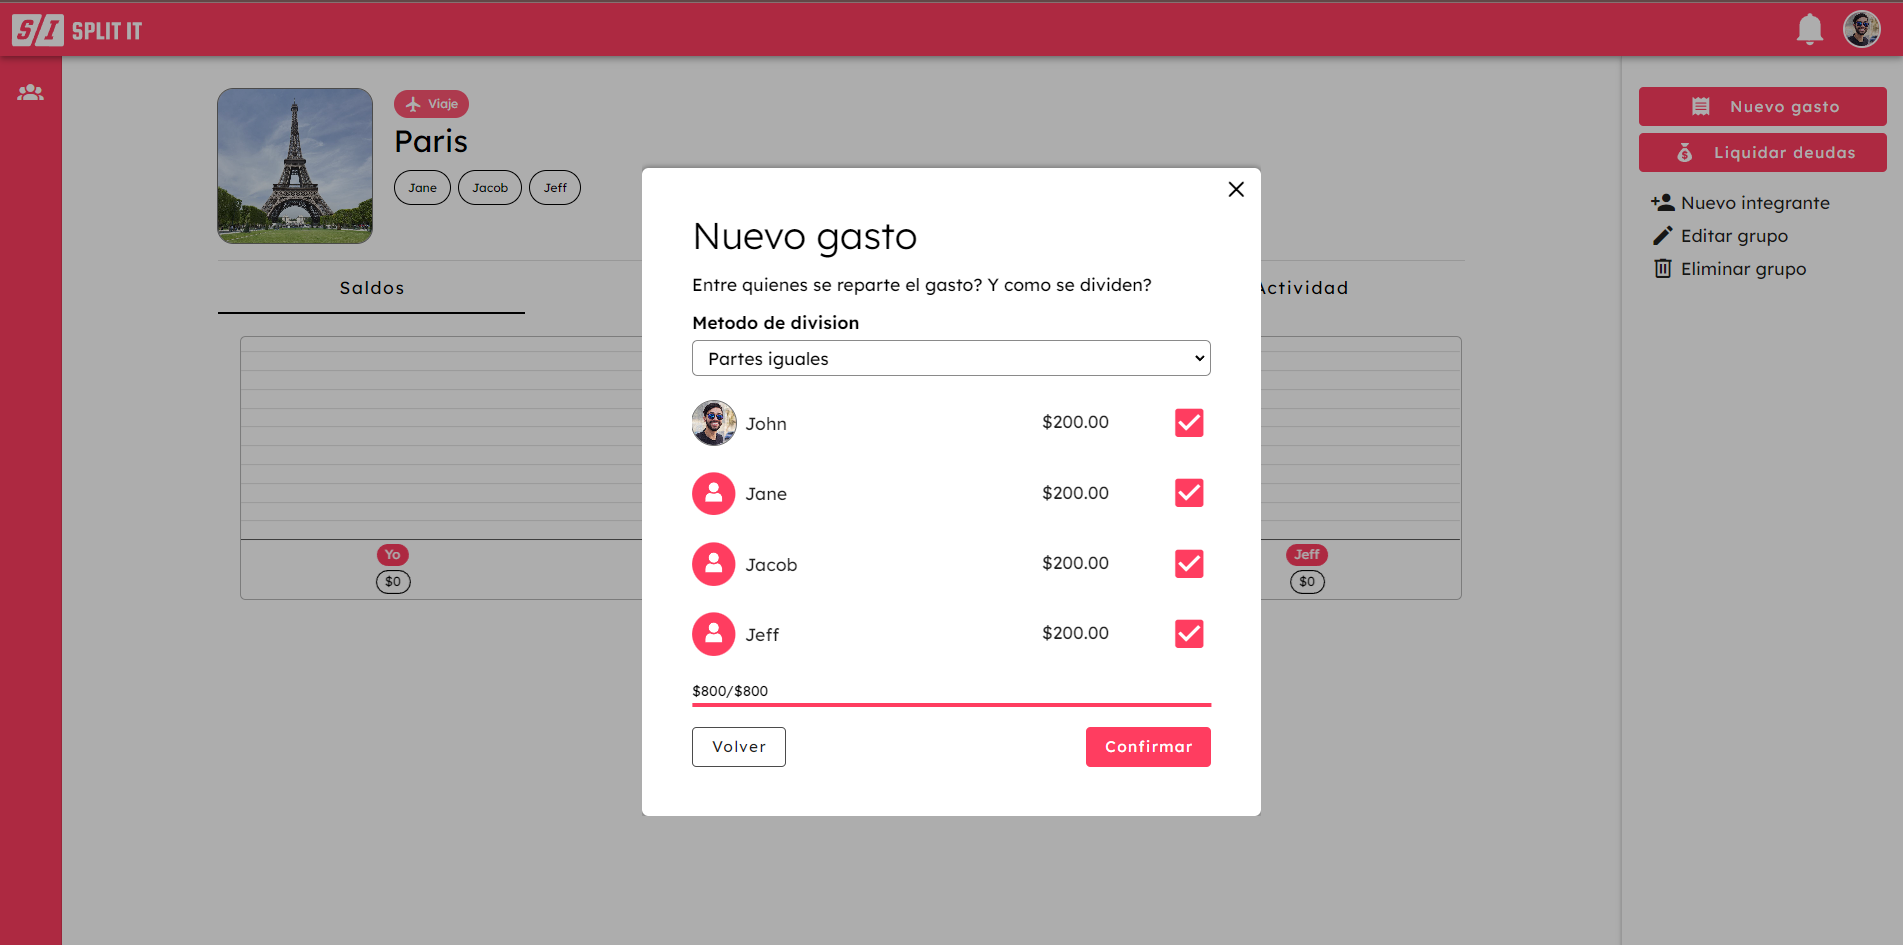 S/I SPLIT IT
Viaje
Paris
Jane Jacob Jeff
Saldos
Actividad
Yo
$0
Jeff
$0
Nuevo gasto
Entre quienes se reparte el gasto? Y como se dividen?
Metodo de division
Partes iguales
John $200.00
Jane $200.00
Jacob $200.00
Jeff $200.00
$800/$800
Volver
Confirmar
Nuevo gasto
Liquidar deudas
Nuevo integrante
Editar grupo
Eliminar grupo